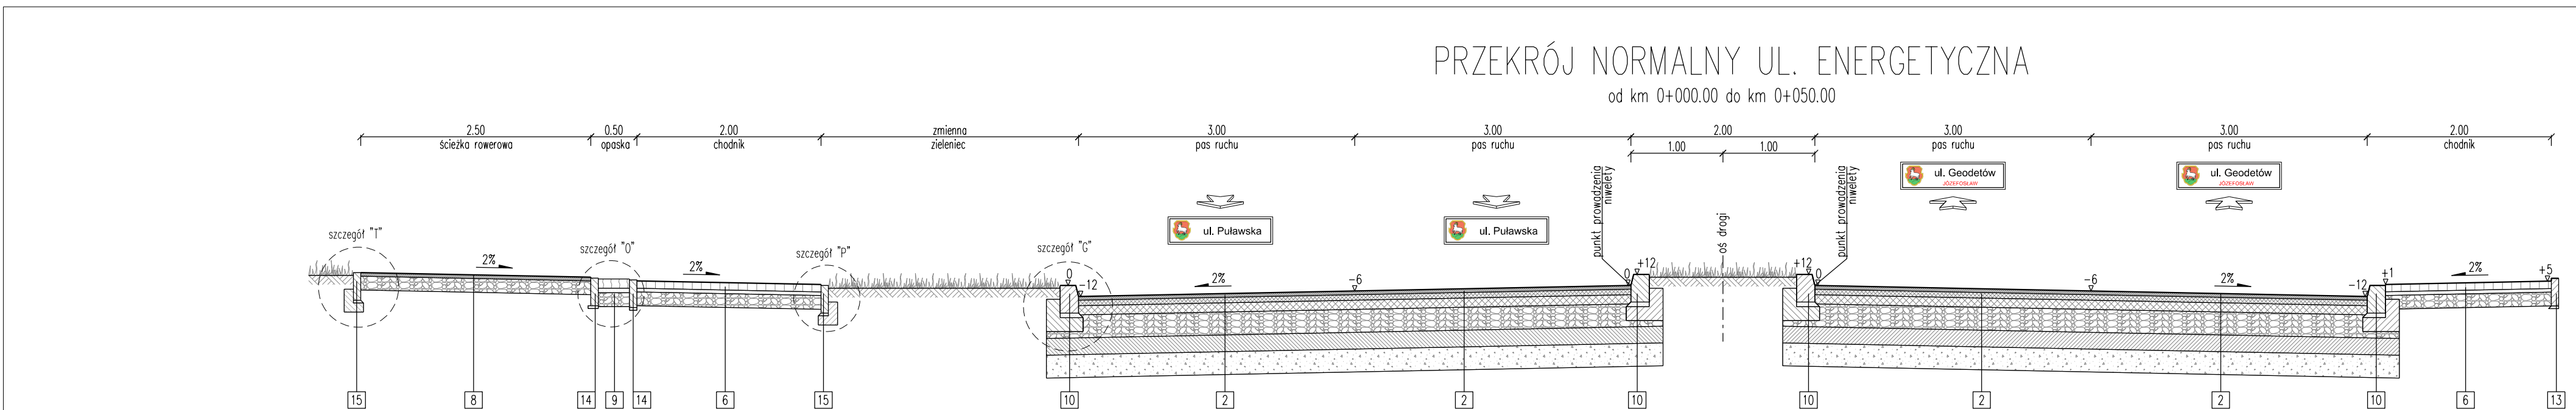 PRZEKRÓJ NORMALNY UL. ENERGETYCZNA
od km 0+000.00 do km 0+050.00
2.50 0.50 2.00 zmienna 3.00 3.00 2.00 3.00 3.00 2.00
ścieżka rowerowa opaska chodnik zieleniec pas ruchu pas ruchu 1.00 1.00 pas ruchu pas ruchu chodnik
ul. Geodetów
JÓZEFOSŁAW
ul. Geodetów
JÓZEFOSŁAW
punkt prowadzenia
niwelety
oś drogi
punkt prowadzenia
niwelety
ul. Puławska
ul. Puławska
szczegół "T"
szczegół "O"
szczegół "P"
szczegół "G"
2% 2% 0 -12 2% -6 0 +12 +12 0 -6 2% -12 +1 2% +5
15 8 14 9 14 6 15 10 2 2 10 10 2 2 10 6 13